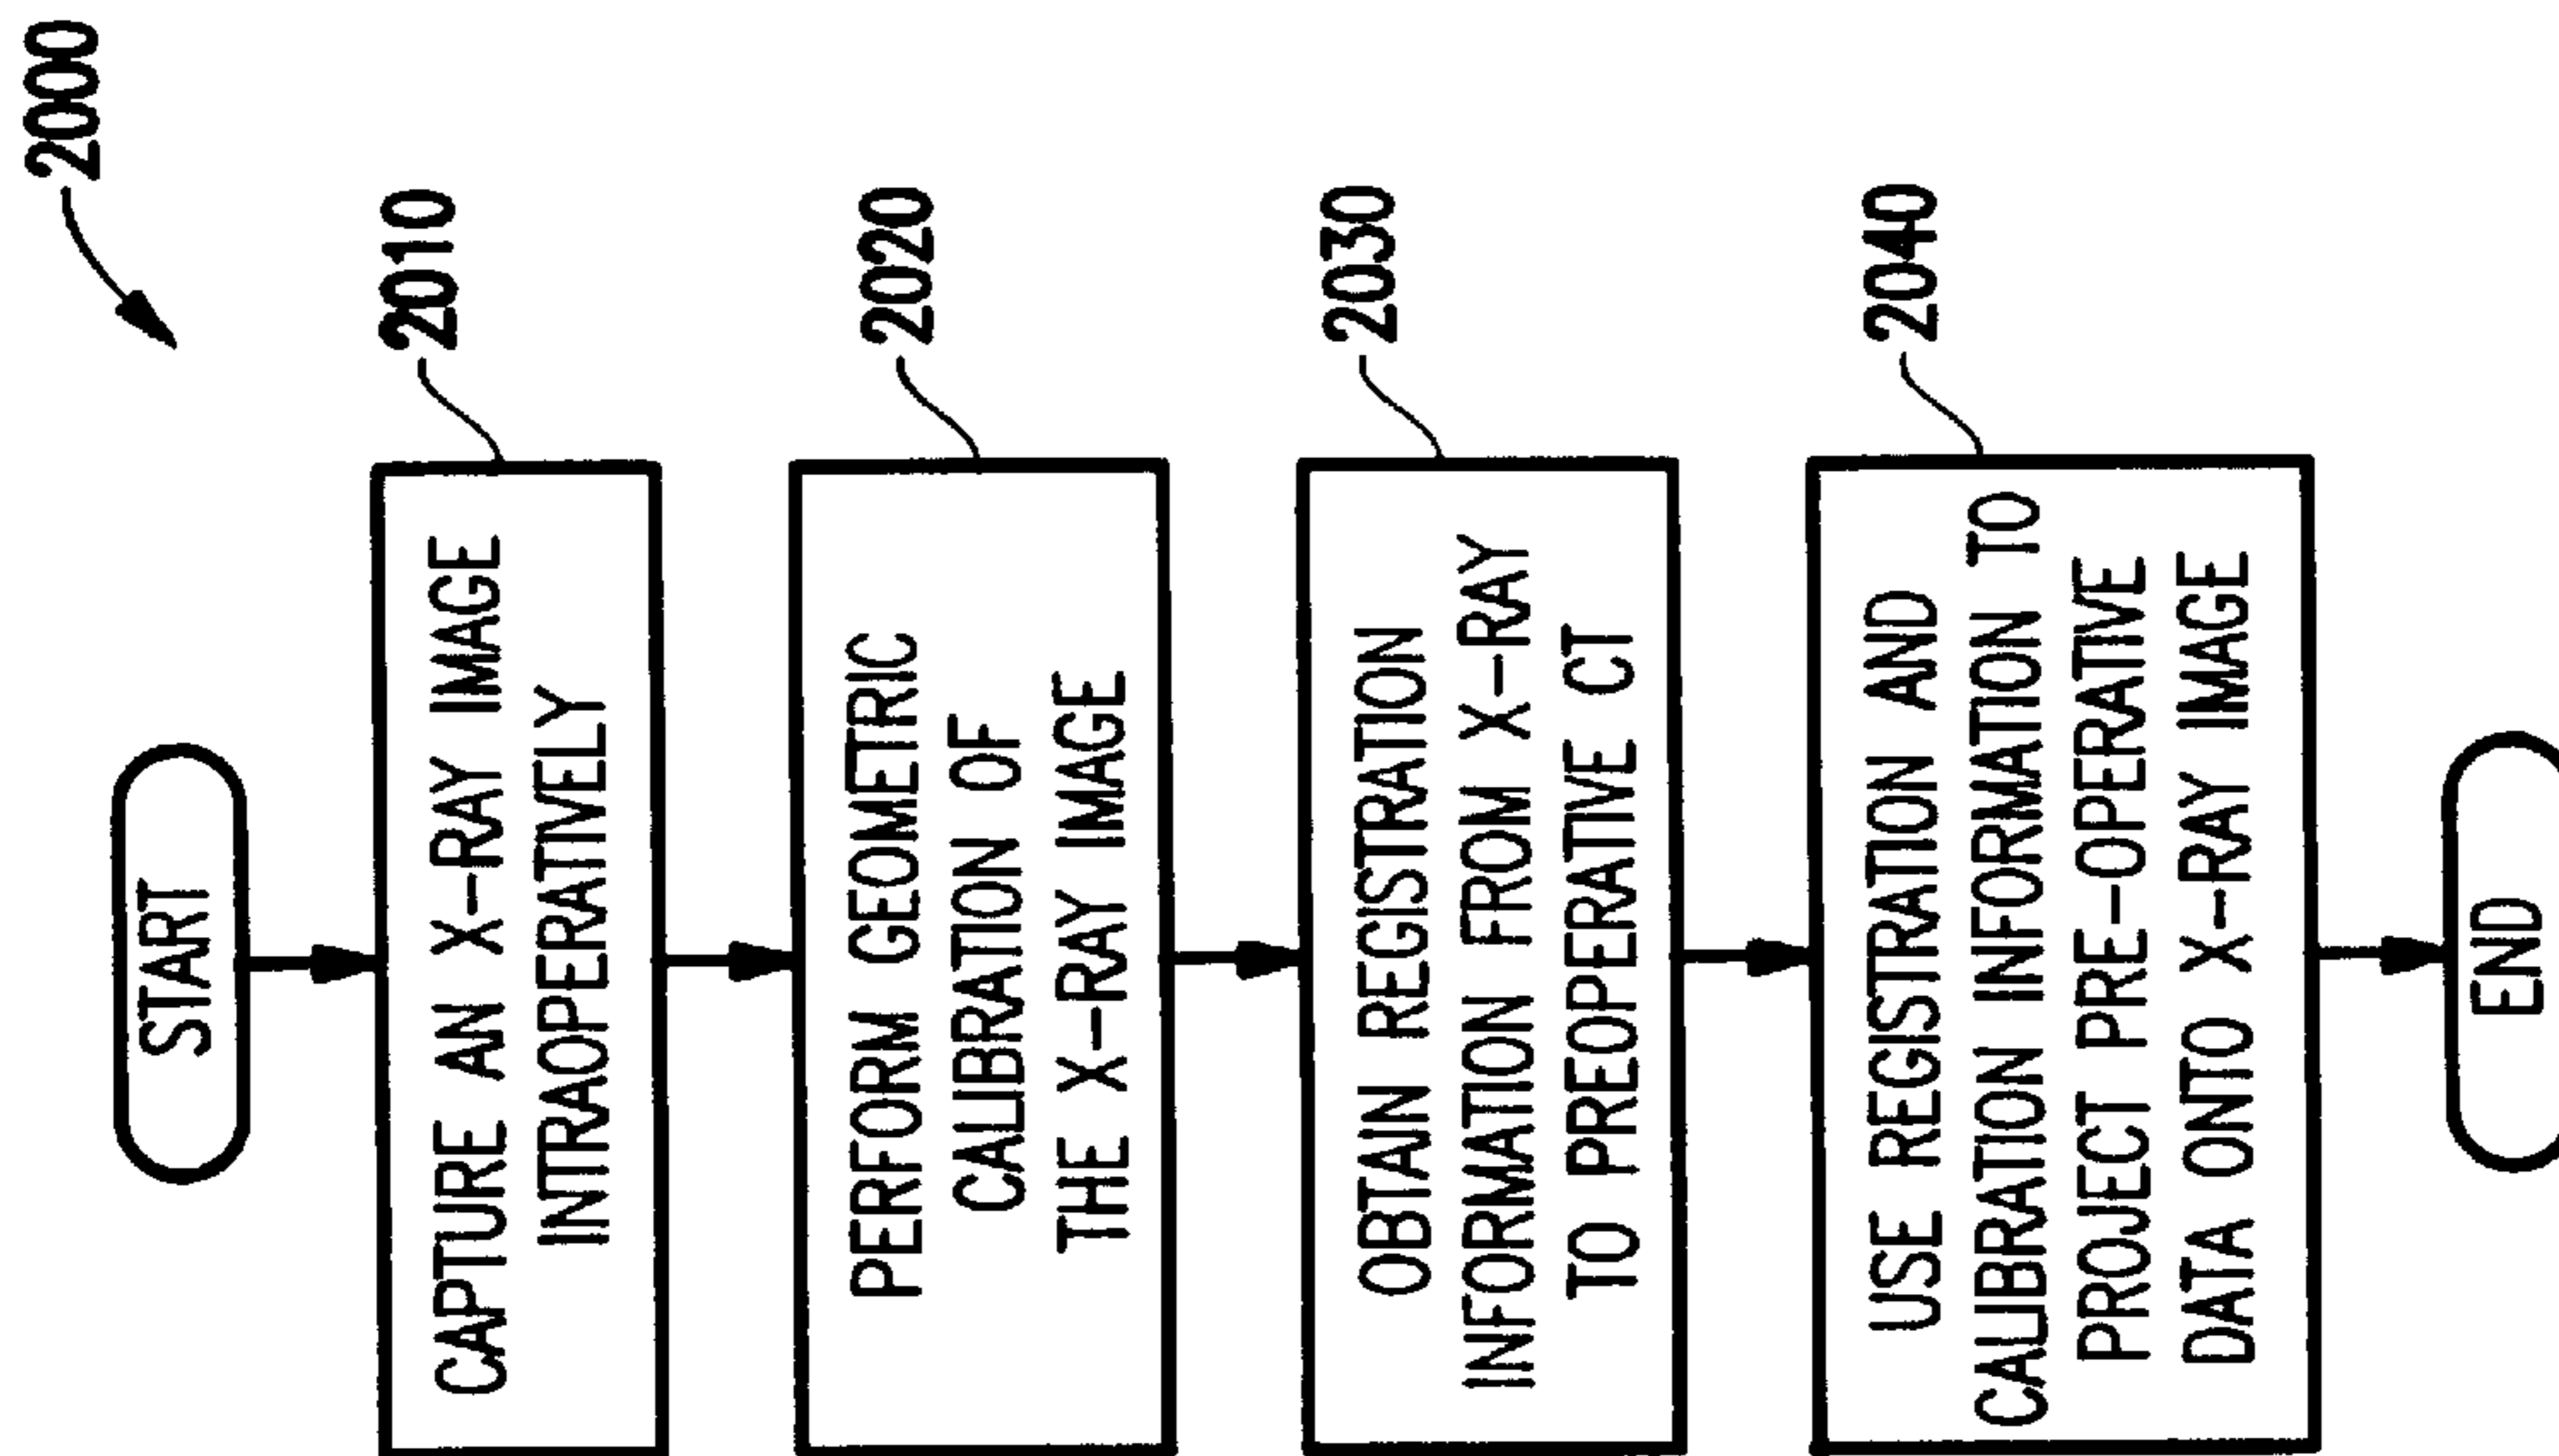 2000
START
CAPTURE AN X-RAY IMAGE
INTRAOPERATIVELY
2010
PERFORM GEOMETRIC
CALIBRATION OF
THE X-RAY IMAGE
2020
OBTAIN REGISTRATION
INFORMATION FROM X-RAY
TO PREOPERATIVE CT
2030
USE REGISTRATION AND
CALIBRATION INFORMATION TO
PROJECT PRE-OPERATIVE
DATA ONTO X-RAY IMAGE
2040
END